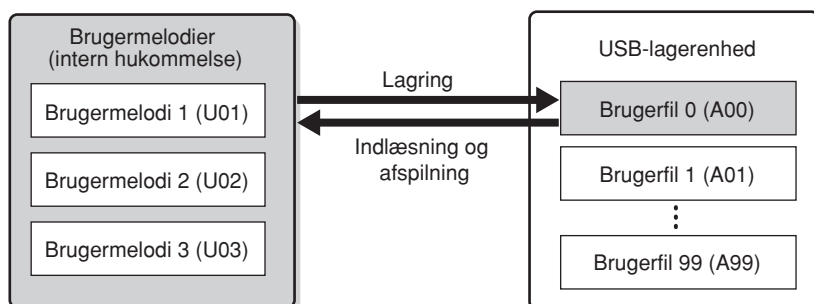 Brugermelodier
(intern hukommelse)
Brugermelodi 1 (U01)
Brugermelodi 2 (U02)
Brugermelodi 3 (U03)
Lagring
Indlæsning og
afspilning
USB-lagerenhed
Brugerfil 0 (A00)
Brugerfil 1 (A01)
Brugerfil 99 (A99)